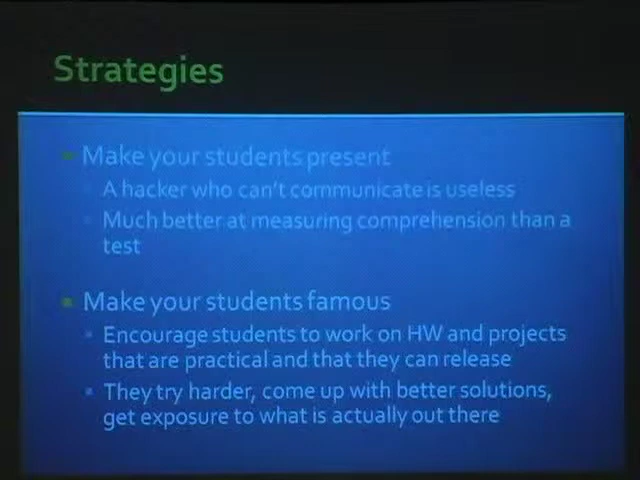 Strategies
Make your students present
A hacker who can't communicate is useless
Much better at measuring comprehension than a
test
Make your students famous
Encourage students to work on HW and projects
that are practical and that they can release
They try harder, come up with better solutions,
get exposure to what is actually out there